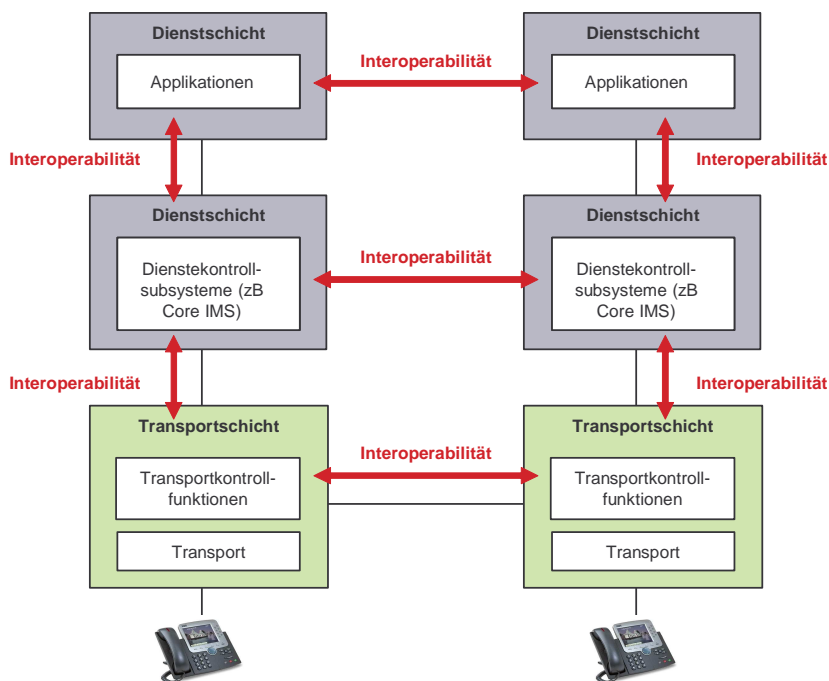 Dienstschicht
Dienstschicht
Interoperabilität
Applikationen
Applikationen
Interoperabilität
Interoperabilität
Dienstschicht
Dienstschicht
Interoperabilität
Dienstekontroll-
subsysteme (zB
Core IMS)
Dienstekontroll-
subsysteme (zB
Core IMS)
Interoperabilität
Interoperabilität
Transportschicht
Transportschicht
Interoperabilität
Transportkontroll-
funktionen
Transportkontroll-
funktionen
Transport
Transport